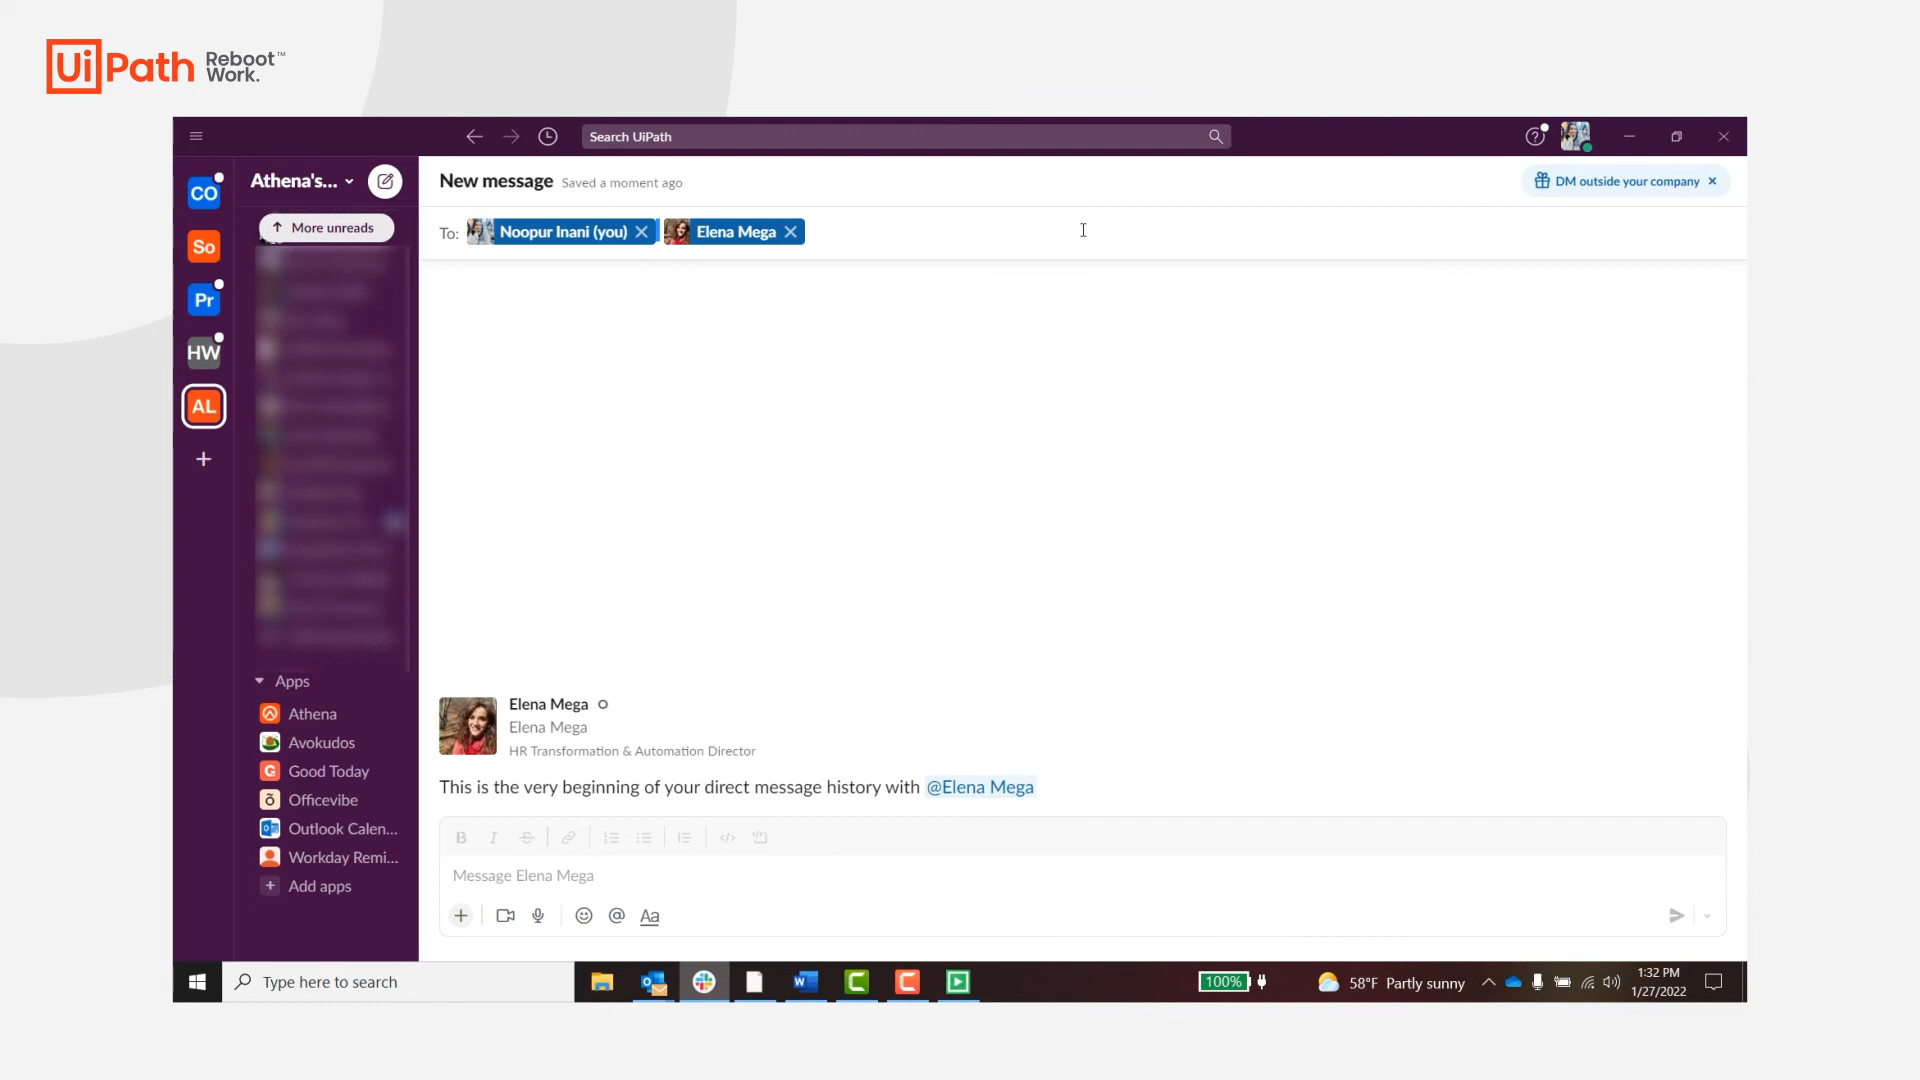 UiPath Reboot Work.™
Search UiPath
Athena's...
New message Saved a moment ago
DM outside your company
More unreads
To: Noopur Inani (you) Elena Mega
CO
So
Pr
HW
AL
Apps
Athena
Avokudos
Good Today
Officevibe
Outlook Calen...
Workday Remi...
Add apps
Elena Mega
Elena Mega
HR Transformation & Automation Director
This is the very beginning of your direct message history with @Elena Mega
Message Elena Mega
Aa
Type here to search
100%
58°F Partly sunny
1:32 PM
1/27/2022